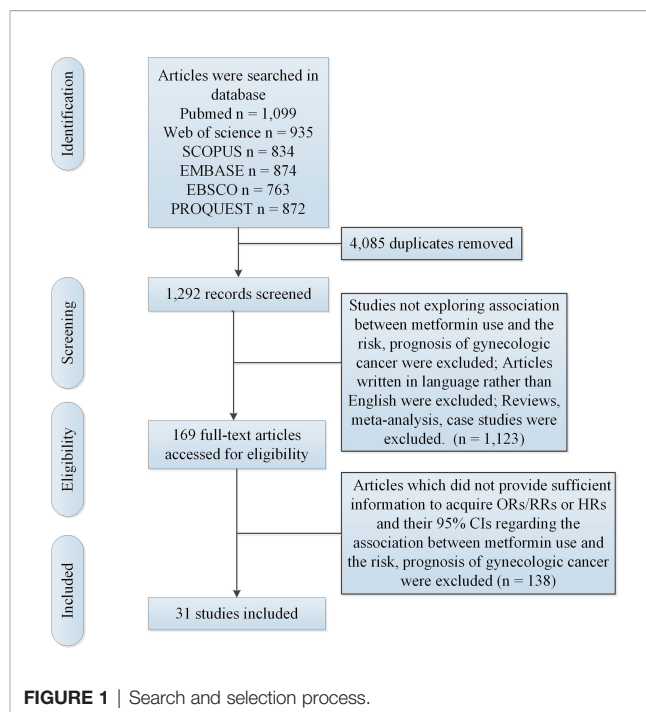 Identification
Articles were searched in
database
Pubmed n = 1,099
Web of science n = 935
SCOPUS n = 834
EMBASE n = 874
EBSCO n = 763
PROQUEST n = 872
4,085 duplicates removed
Screening
1,292 records screened
Studies not exploring association
between metformin use and the
risk, prognosis of gynecologic
cancer were excluded; Articles
written in language rather than
English were excluded; Reviews,
meta-analysis, case studies were
excluded. (n = 1,123)
Eligibility
169 full-text articles
accessed for eligibility
Articles which did not provide sufficient
information to acquire ORs/RRs or HRs
and their 95% CIs regarding the
association between metformin use and
the risk, prognosis of gynecologic cancer
were excluded (n = 138)
Included
31 studies included
FIGURE 1 | Search and selection process.